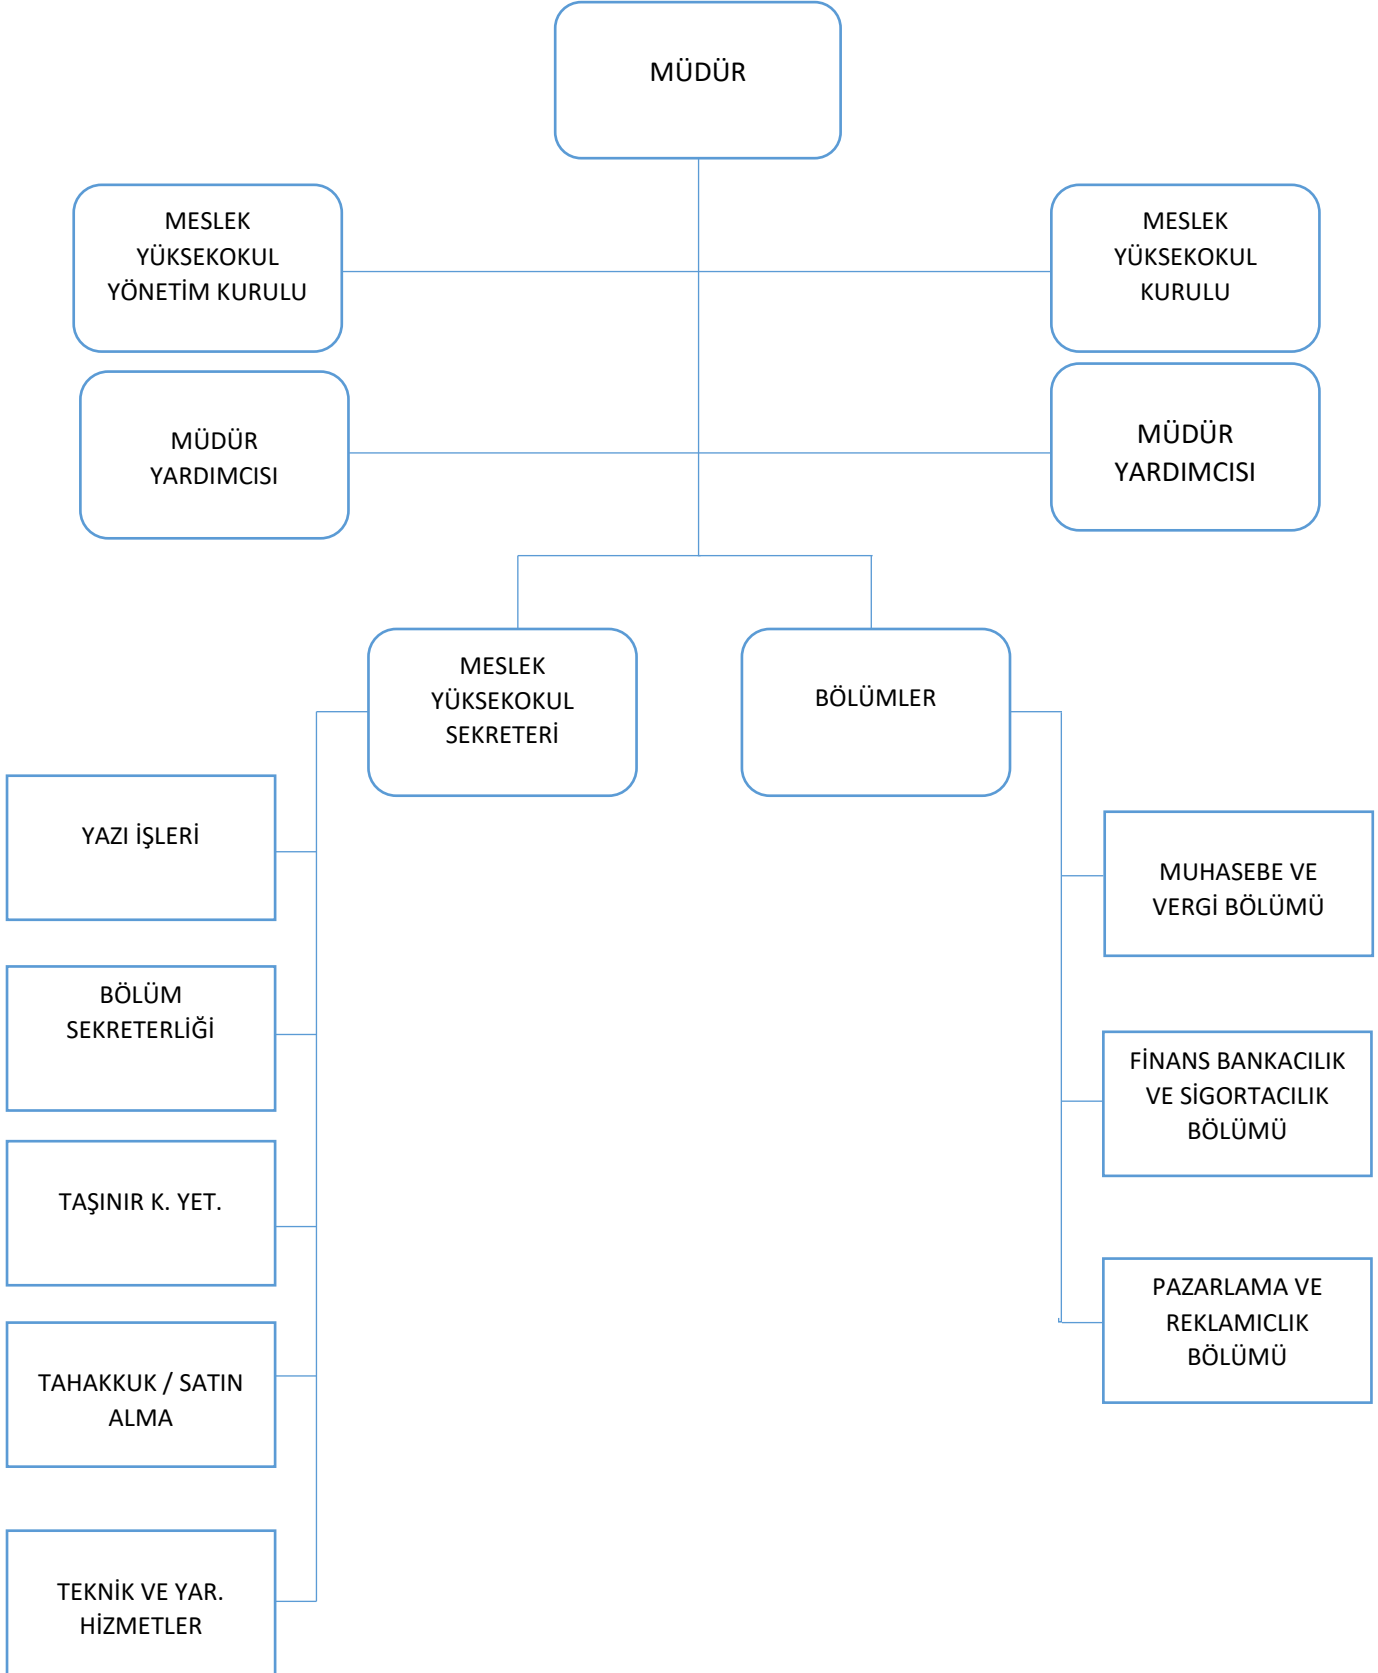 MÜDÜR
MESLEK
YÜKSEKOKUL
YÖNETİM KURULU
MESLEK
YÜKSEKOKUL
KURULU
MÜDÜR
YARDIMCISI
MÜDÜR
YARDIMCISI
MESLEK
YÜKSEKOKUL
SEKRETERİ
BÖLÜMLER
YAZI İŞLERİ
BÖLÜM
SEKRETERLİĞİ
TAŞINIR K. YET.
TAHAKKUK / SATIN
ALMA
TEKNİK VE YAR.
HİZMETLER
MUHASEBE VE
VERGİ BÖLÜMÜ
FİNANS BANKACILIK
VE SİGORTACILIK
BÖLÜMÜ
PAZARLAMA VE
REKLAMICLIK
BÖLÜMÜ